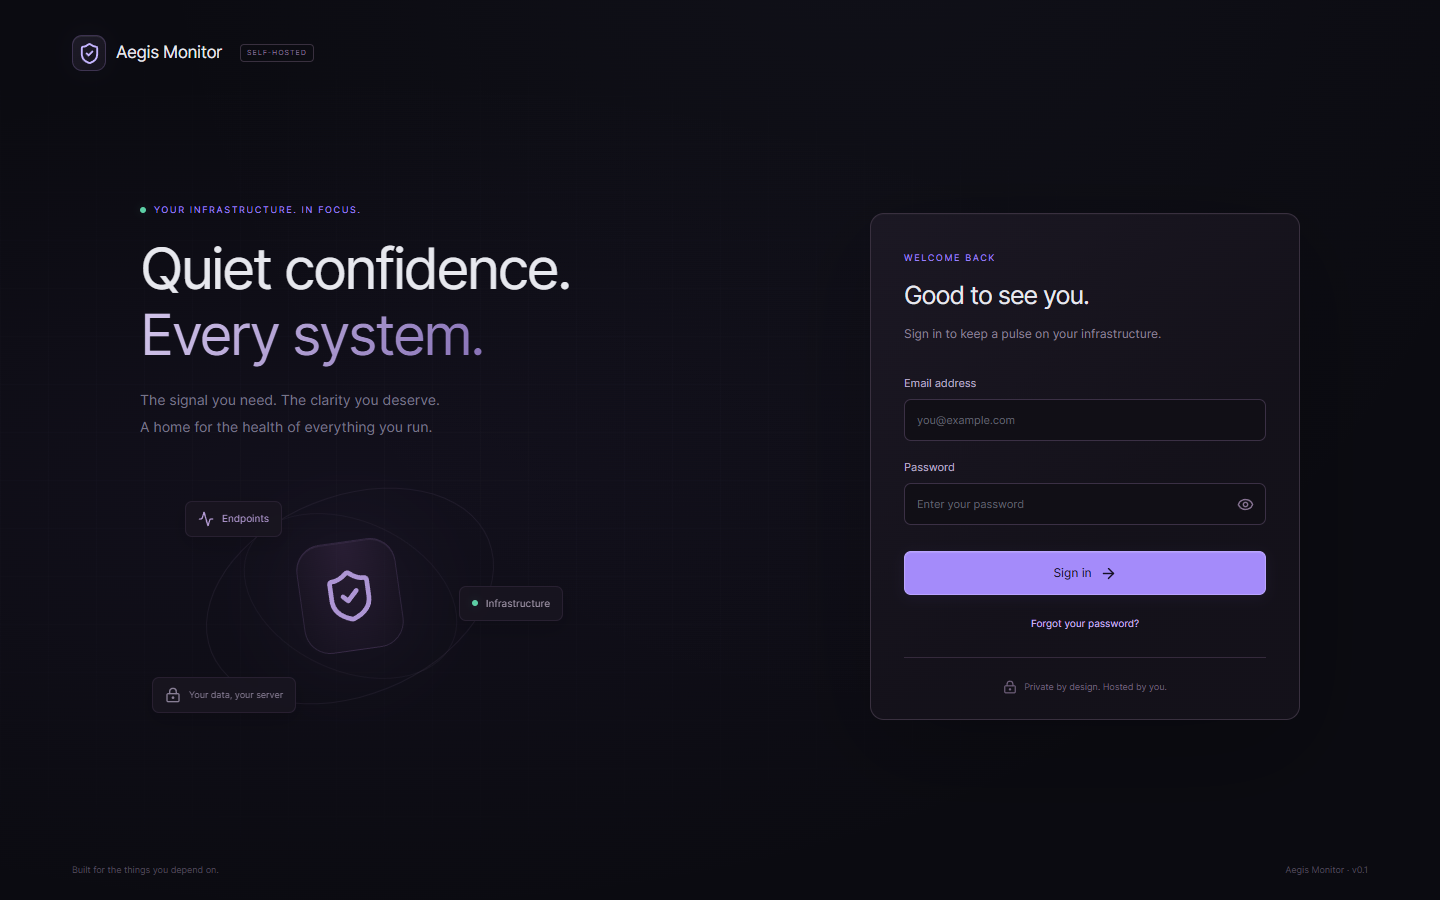 Aegis Monitor
SELF-HOSTED
YOUR INFRASTRUCTURE. IN FOCUS.
Quiet confidence.
Every system.
The signal you need. The clarity you deserve.
A home for the health of everything you run.
Endpoints
Infrastructure
Your data, your server
WELCOME BACK
Good to see you.
Sign in to keep a pulse on your infrastructure.
Email address
you@example.com
Password
Enter your password
Sign in
Forgot your password?
Private by design. Hosted by you.
Built for the things you depend on.
Aegis Monitor · v0.1